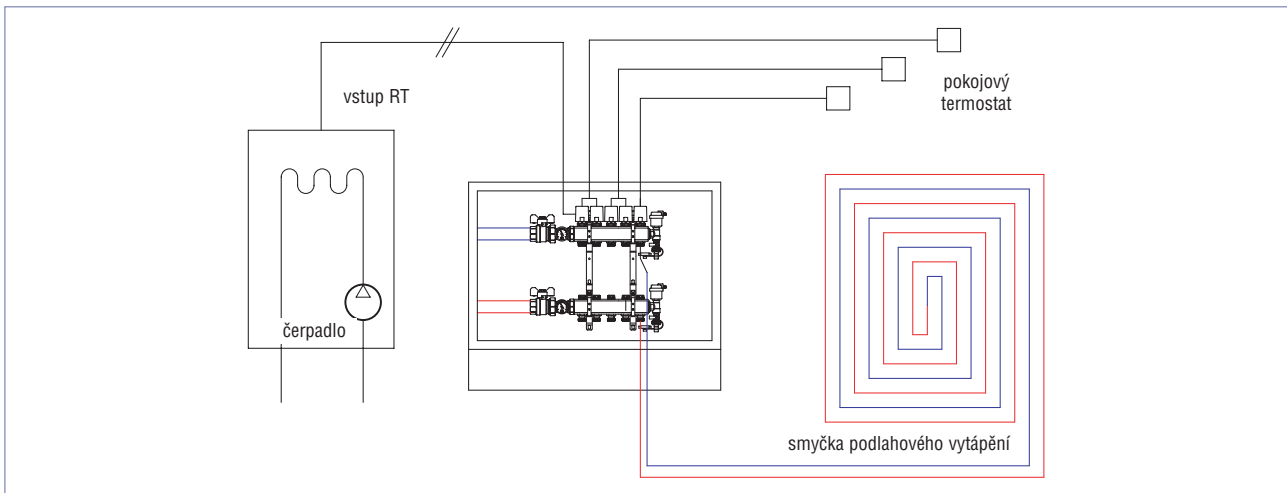 vstup RT
pokojový
termostat
čerpadlo
smyčka podlahového vytápění